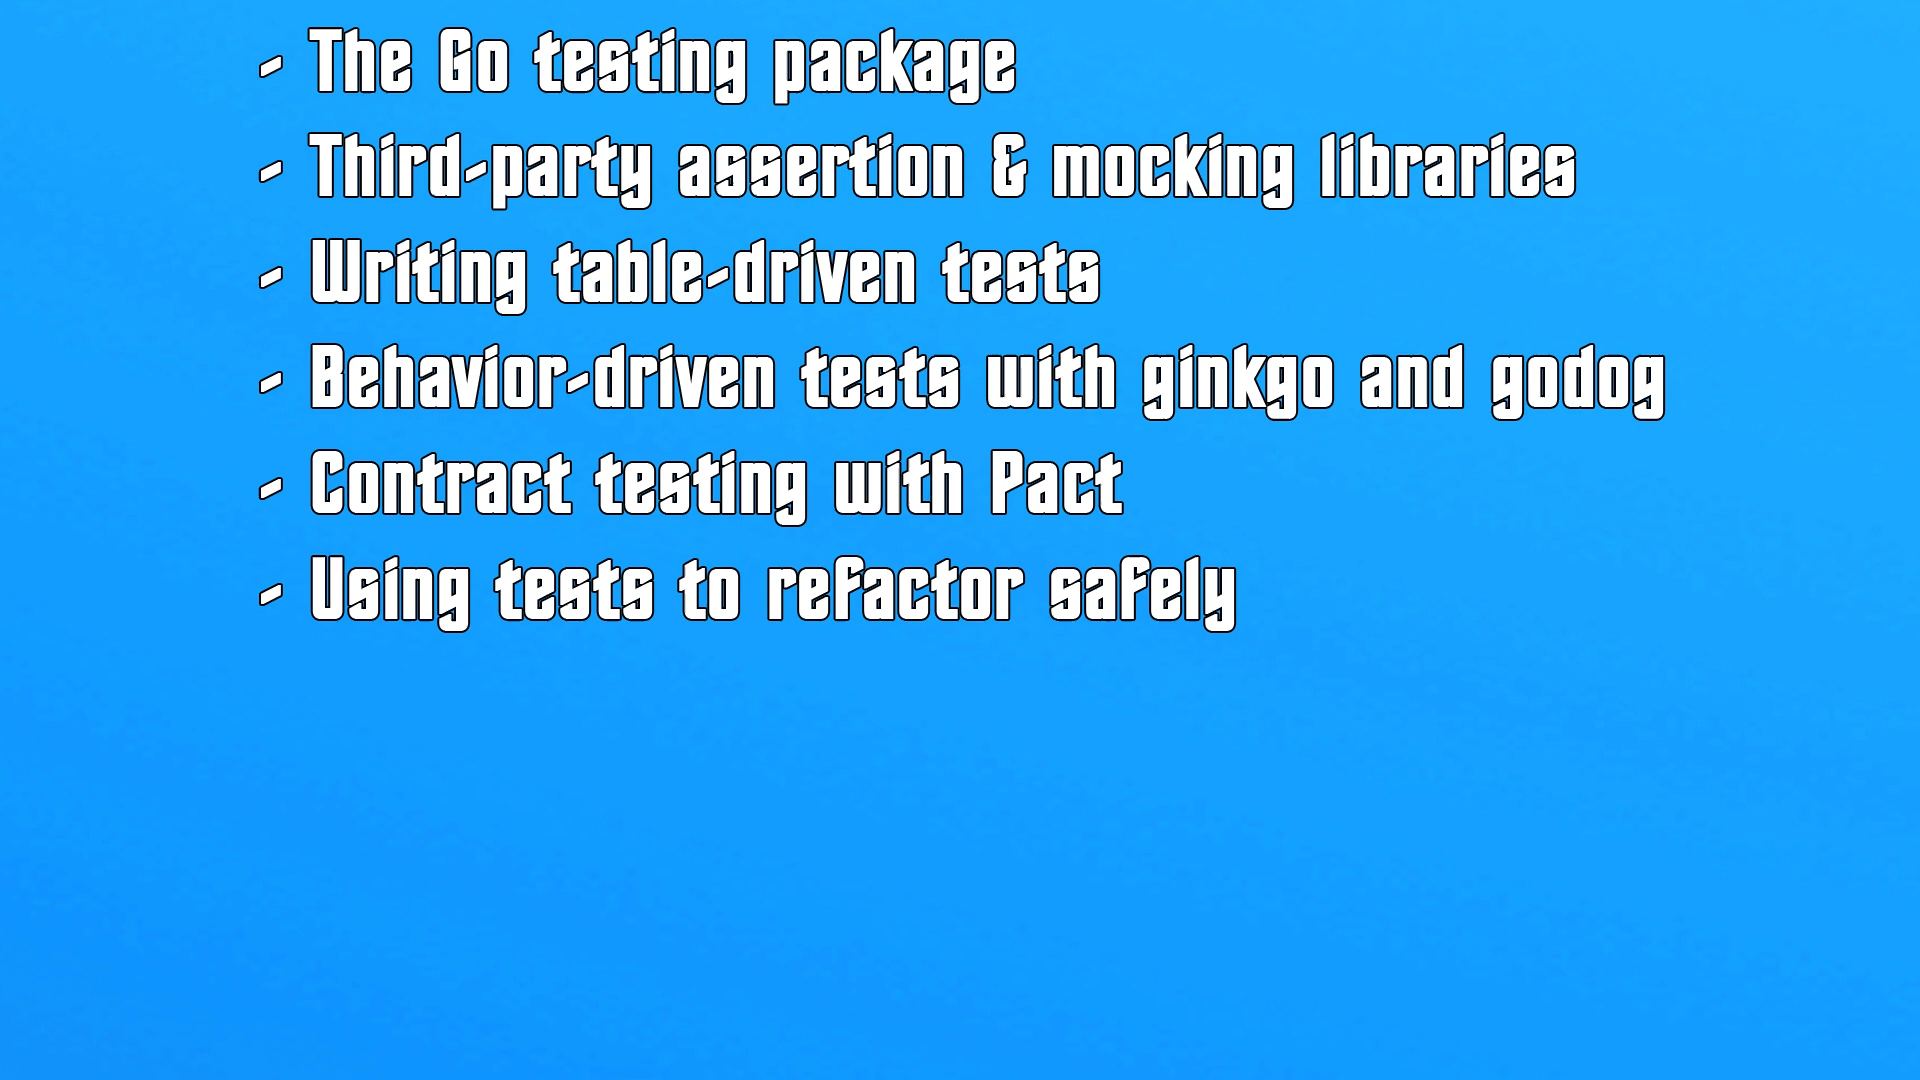 - The Go testing package
- Third-party assertion & mocking libraries
- Writing table-driven tests
- Behavior-driven tests with ginkgo and godog
- Contract testing with Pact
- Using tests to refactor safely